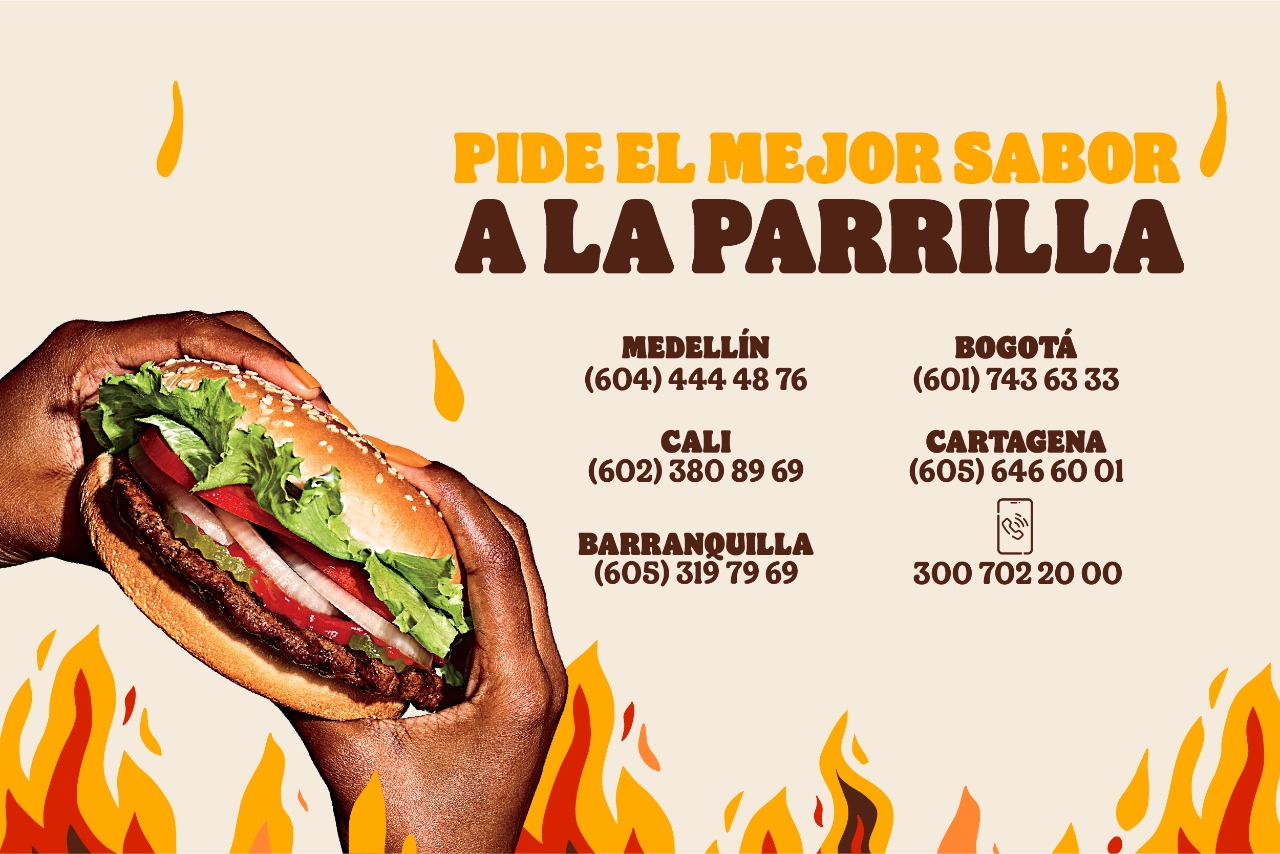 PIDE EL MEJOR SABOR
A LA PARRILLA
MEDELLÍN
(604) 444 48 76
BOGOTÁ
(601) 743 63 33
CALI
(602) 380 89 69
CARTAGENA
(605) 646 60 01
BARRANQUILLA
(605) 319 79 69
300 702 20 00